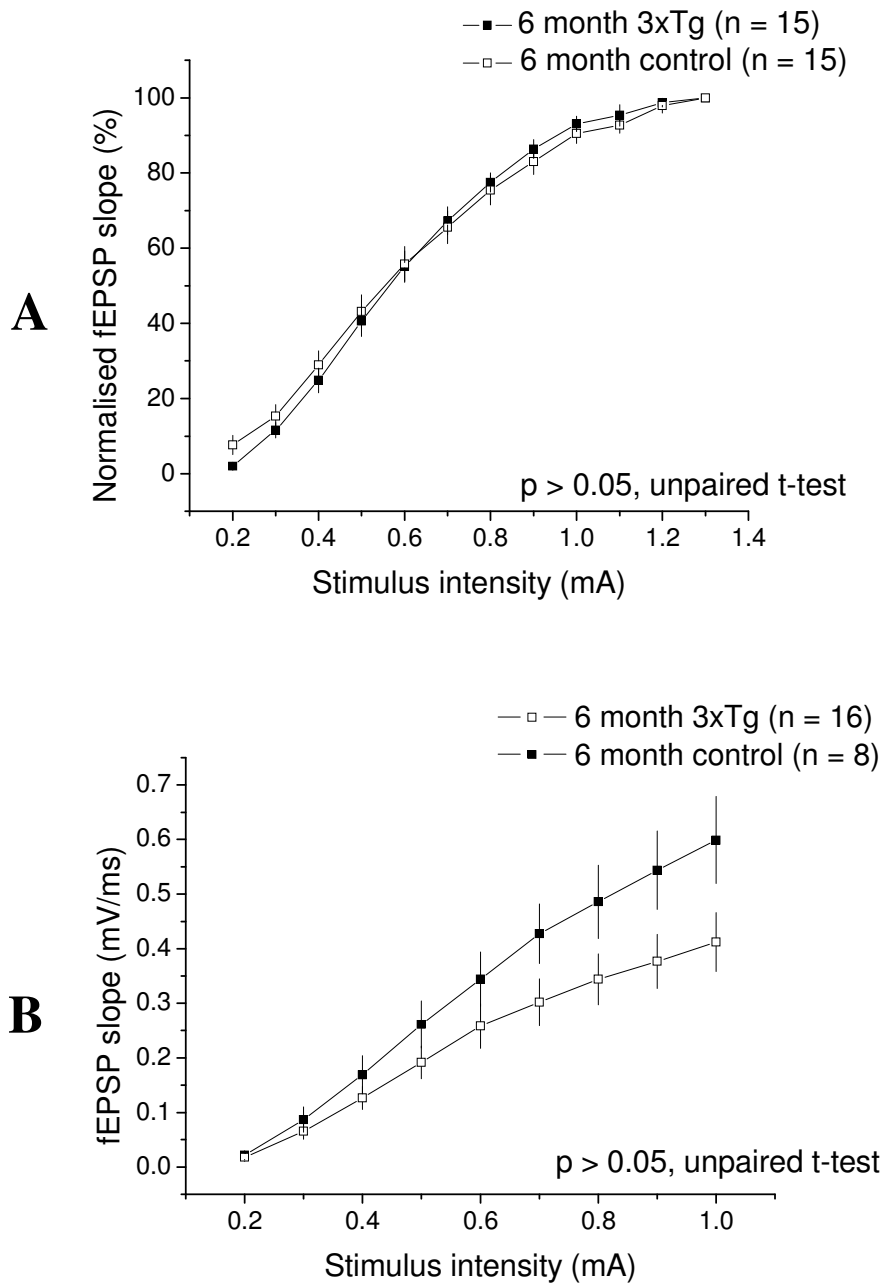 6 month 3xTg (n = 15)
6 month control (n = 15)
A
Normalised fEPSP slope (%)
100
80
60
40
20
0
p > 0.05, unpaired t-test
0.2 0.4 0.6 0.8 1.0 1.2 1.4
Stimulus intensity (mA)
6 month 3xTg (n = 16)
6 month control (n = 8)
B
fEPSP slope (mV/ms)
0.7
0.6
0.5
0.4
0.3
0.2
0.1
0.0
p > 0.05, unpaired t-test
0.2 0.4 0.6 0.8 1.0
Stimulus intensity (mA)